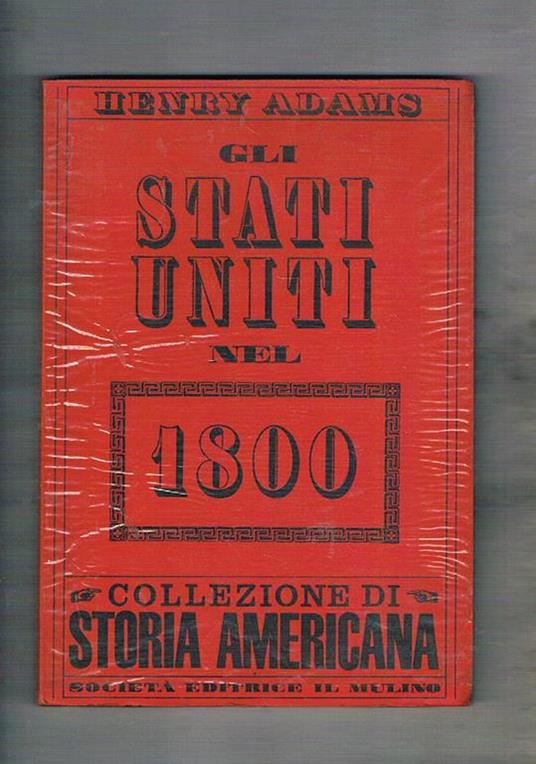 HENRY ADAMS
GLI
STATI
UNITI
NEL
1800
COLLEZIONE DI
STORIA AMERICANA
SOCIETÀ EDITRICE IL MULINO